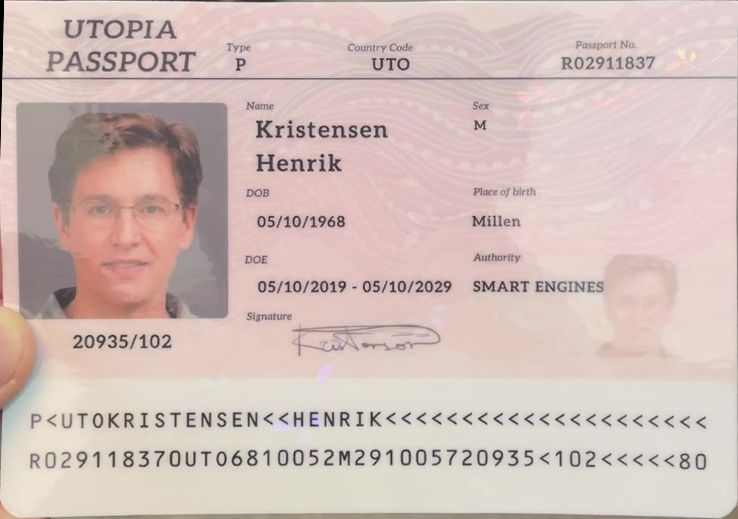 UTOPIA
PASSPORT
Type
P
Country Code
UTO
Passport No.
R02911837
Name
Kristensen
Henrik
Sex
M
DOB
05/10/1968
Place of birth
Millen
DOE
05/10/2019 - 05/10/2029
Authority
SMART ENGINES
Signature
Kristensen
20935/102
P<UTOKRISTENSEN<<HENRIK<<<<<<<<<<<<<<<<<<<<<
R029118370UTO6810052M291005720935<102<<<<<80